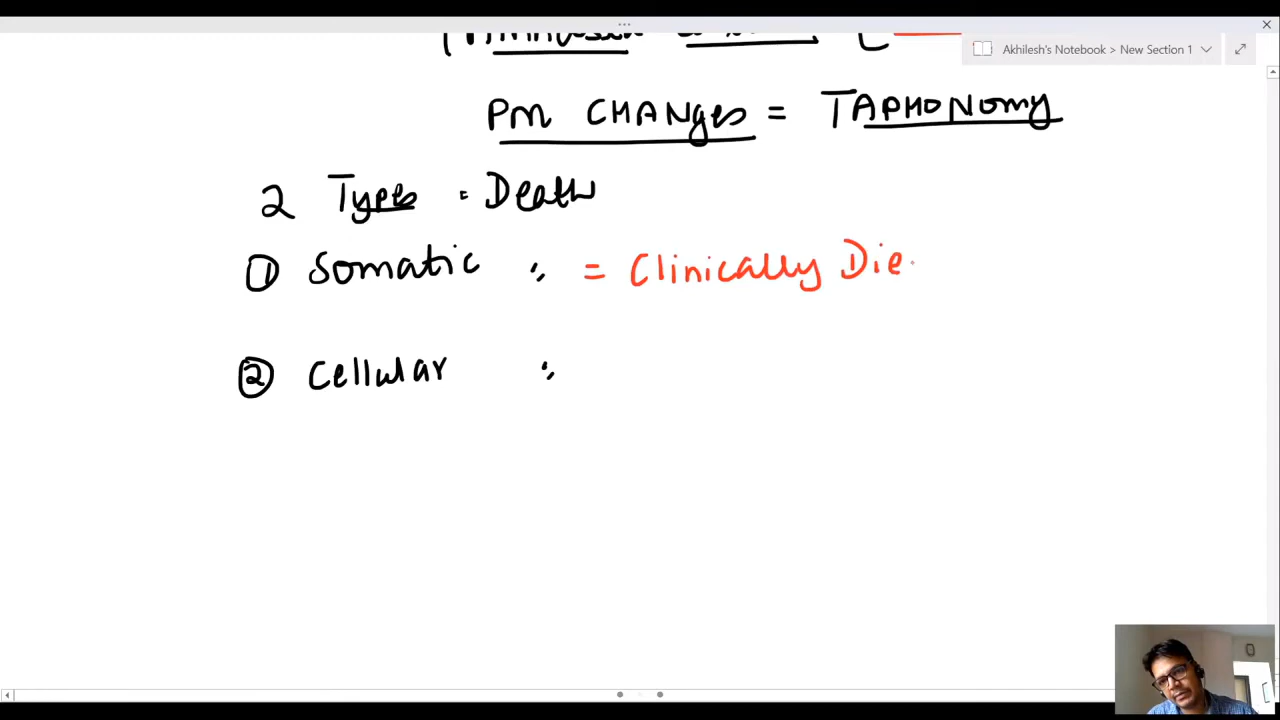 Akhilesh's Notebook > New Section 1
PM CHANges = TAPHONOMy
2 Types = Death
① Somatic : = Clinically Die
② Cellular :